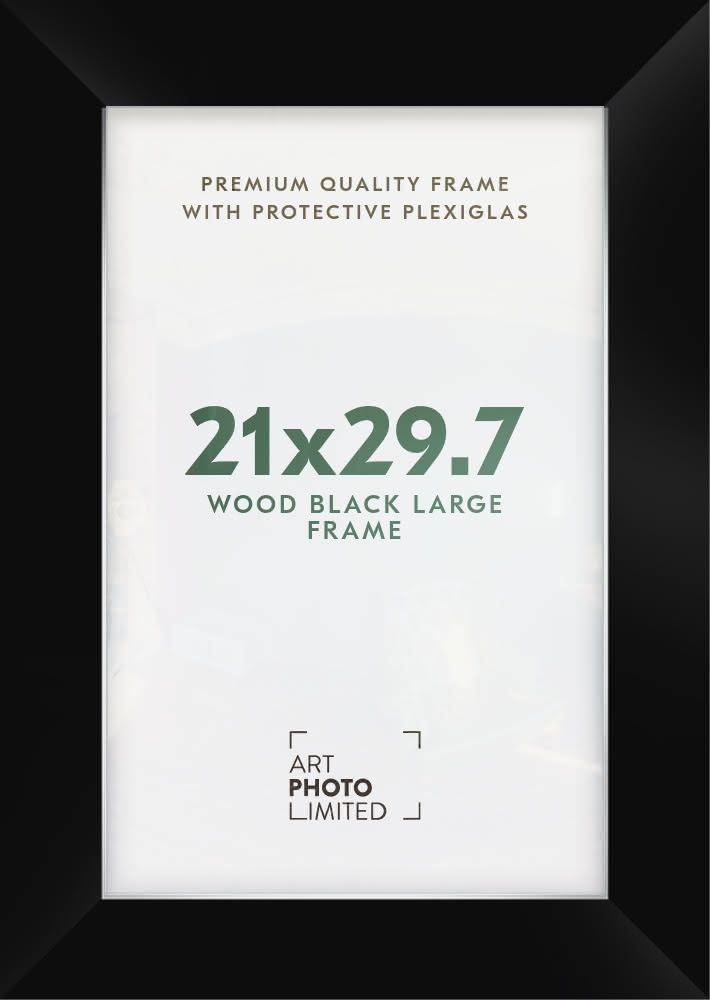 PREMIUM QUALITY FRAME
WITH PROTECTIVE PLEXIGLAS
21x29.7
WOOD BLACK LARGE
FRAME
ART
PHOTO
LIMITED